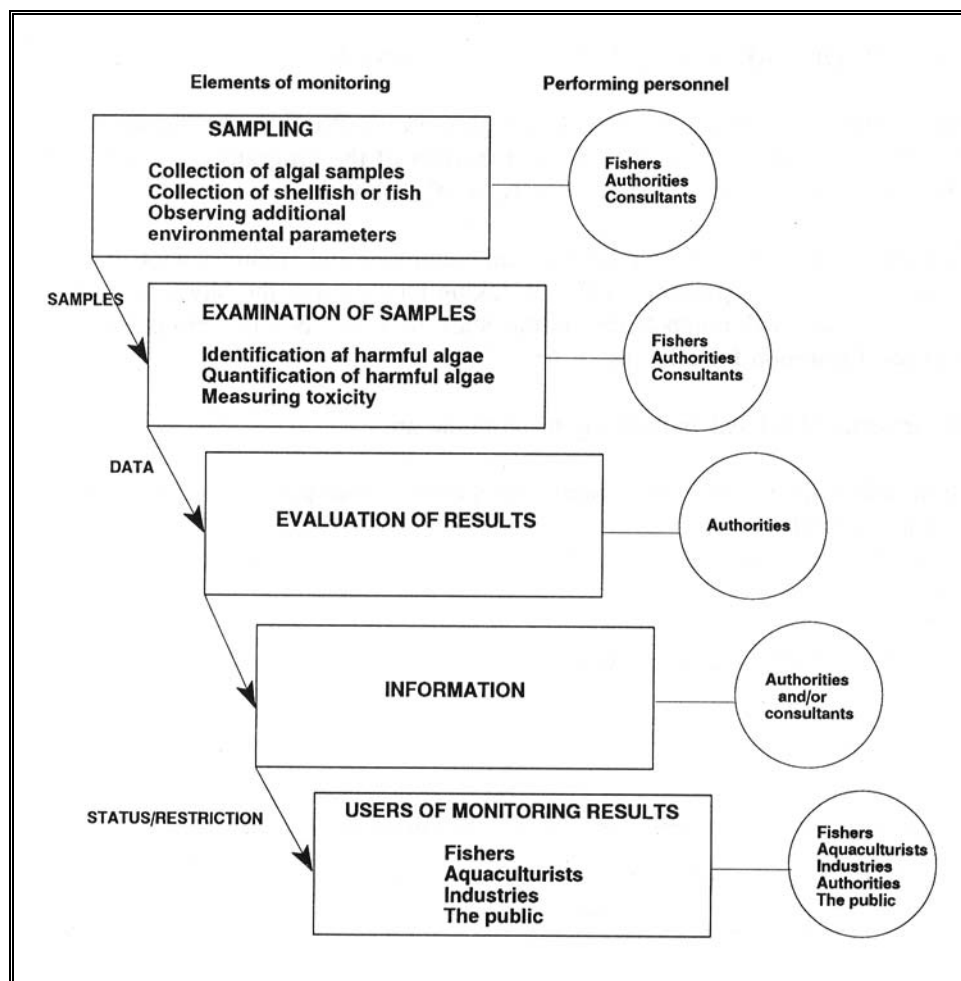 Elements of monitoring
Performing personnel
SAMPLING
Collection of algal samples
Collection of shellfish or fish
Observing additional
environmental parameters
Fishers
Authorities
Consultants
SAMPLES
EXAMINATION OF SAMPLES
Identification af harmful algae
Quantification of harmful algae
Measuring toxicity
Fishers
Authorities
Consultants
DATA
EVALUATION OF RESULTS
Authorities
INFORMATION
Authorities
and/or
consultants
STATUS/RESTRICTION
USERS OF MONITORING RESULTS
Fishers
Aquaculturists
Industries
The public
Fishers
Aquaculturists
Industries
Authorities
The public